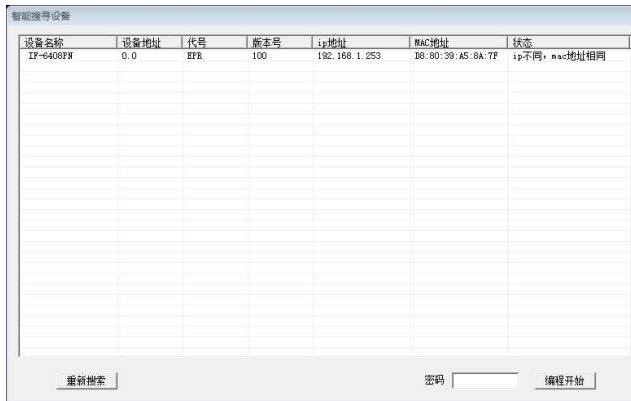 智能搜寻设备
设备名称 设备地址 代号 版本号 ip地址 MAC地址 状态
IF-6408PN 0.0 EPR 100 192.168.1.253 D8:80:39:A5:8A:7F ip不同，mac地址相同
重新搜索 密码 编程开始